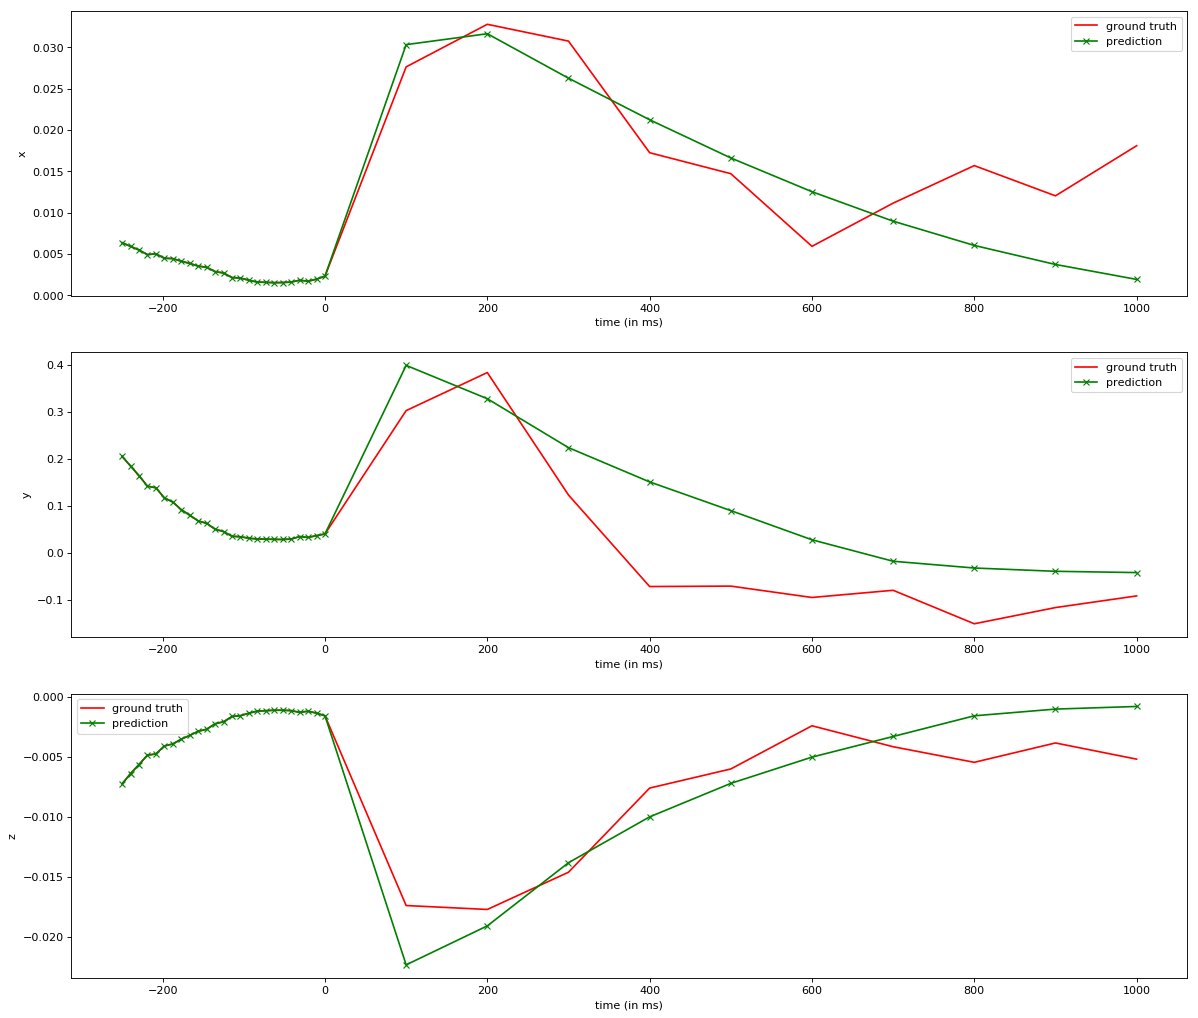 ground truth
prediction
0.030
0.025
0.020
0.015
0.010
0.005
0.000
x
−200 0 200 400 600 800 1000
time (in ms)
ground truth
prediction
0.4
0.3
0.2
0.1
0.0
−0.1
y
−200 0 200 400 600 800 1000
time (in ms)
ground truth
prediction
0.000
−0.005
−0.010
−0.015
−0.020
z
−200 0 200 400 600 800 1000
time (in ms)